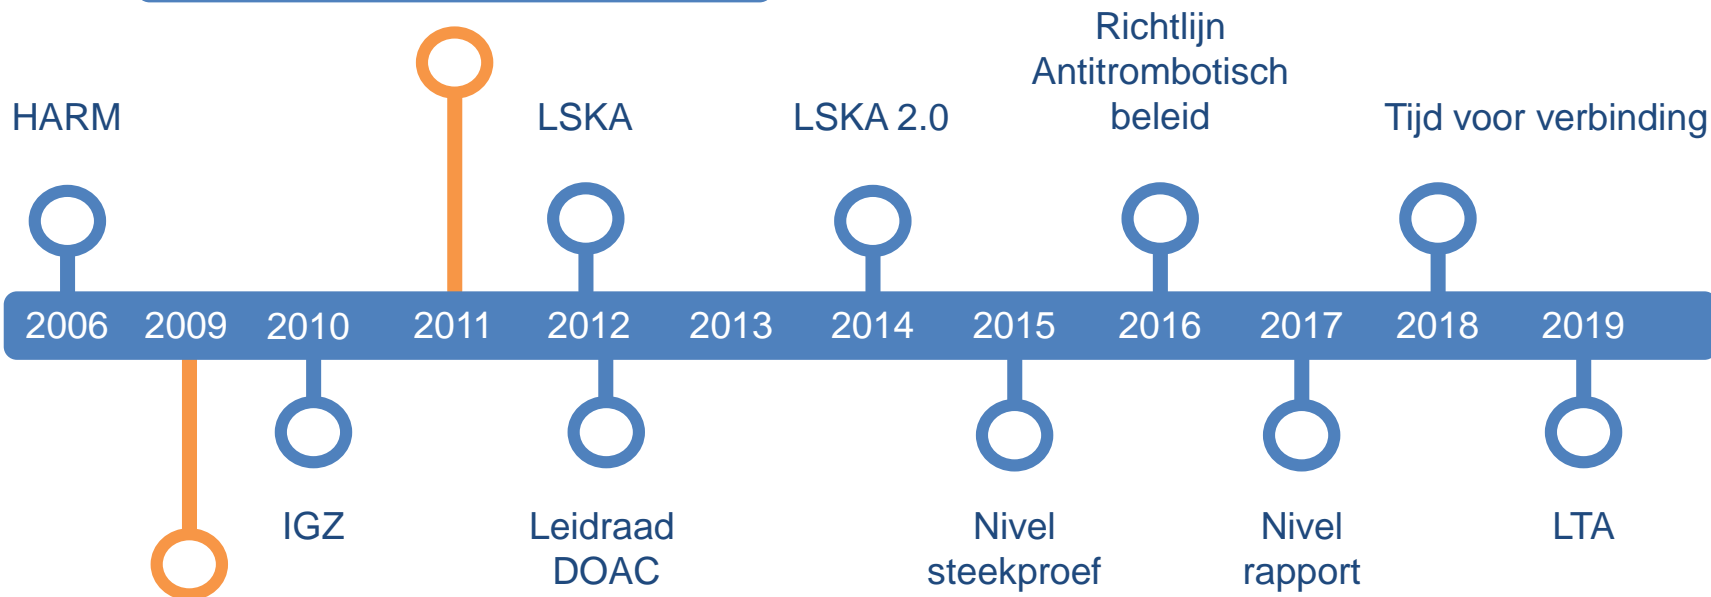 Richtlijn
Antitrombotisch
beleid
HARM
LSKA
LSKA 2.0
Tijd voor verbinding
2006 2009 2010 2011 2012 2013 2014 2015 2016 2017 2018 2019
IGZ
Leidraad
DOAC
Nivel
steekproef
Nivel
rapport
LTA